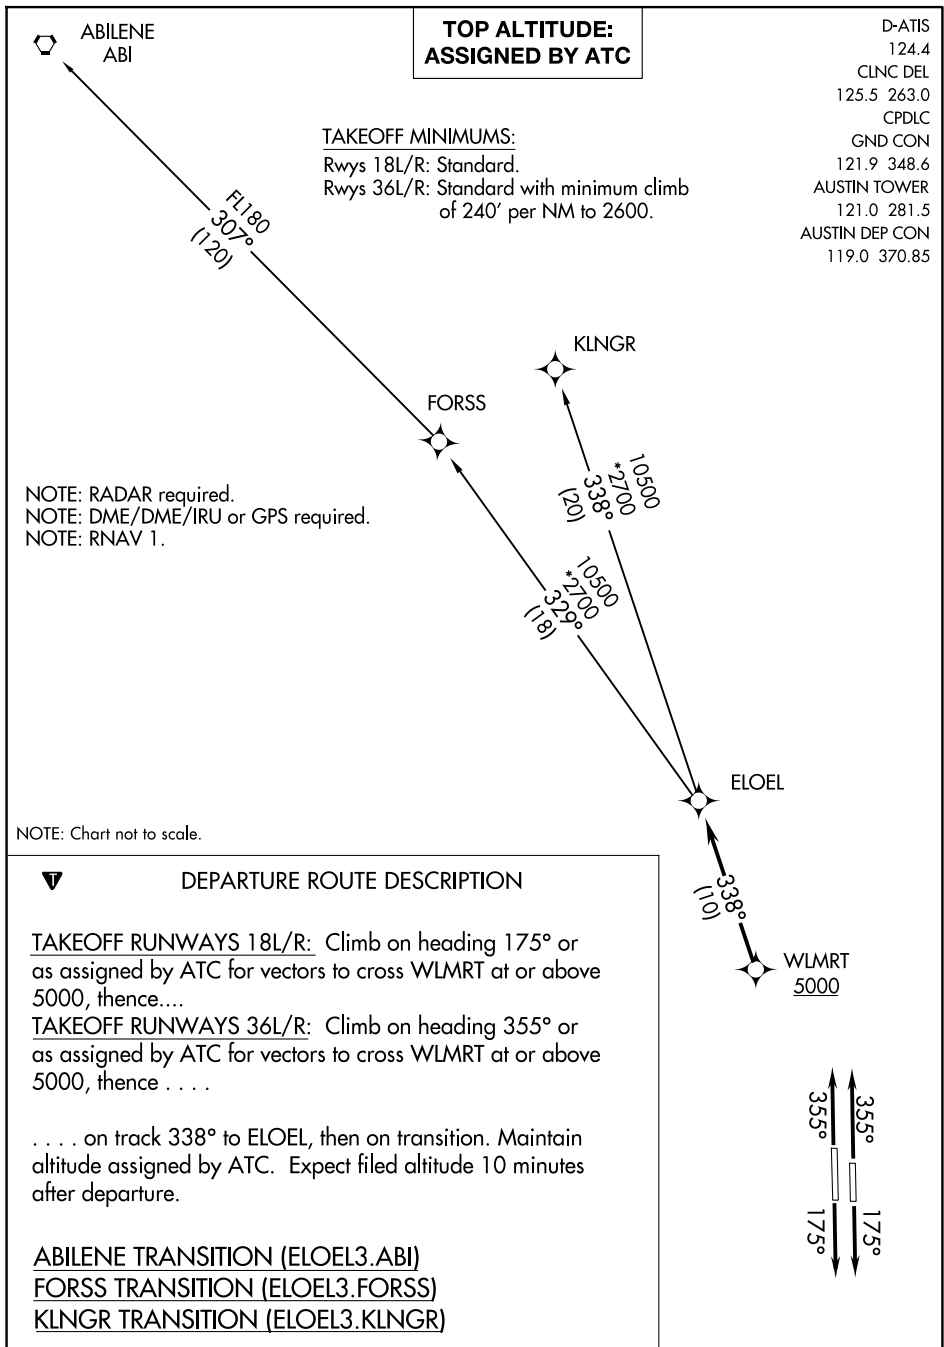 ABILENE
ABI
TOP ALTITUDE:
ASSIGNED BY ATC
D-ATIS
124.4
CLNC DEL
125.5 263.0
CPDLC
GND CON
121.9 348.6
AUSTIN TOWER
121.0 281.5
AUSTIN DEP CON
119.0 370.85
TAKEOFF MINIMUMS:
Rwys 18L/R: Standard.
Rwys 36L/R: Standard with minimum climb
of 240' per NM to 2600.
FL180
307°
(120)
KLNGR
FORSS
10500
*2700
338°
(20)
NOTE: RADAR required.
NOTE: DME/DME/IRU or GPS required.
NOTE: RNAV 1.
10500
*2700
329°
(18)
ELOEL
NOTE: Chart not to scale.
338°
(10)
WLMRT
5000
T
DEPARTURE ROUTE DESCRIPTION
TAKEOFF RUNWAYS 18L/R: Climb on heading 175° or
as assigned by ATC for vectors to cross WLMRT at or above
5000, thence....
TAKEOFF RUNWAYS 36L/R: Climb on heading 355° or
as assigned by ATC for vectors to cross WLMRT at or above
5000, thence . . . .
. . . . on track 338° to ELOEL, then on transition. Maintain
altitude assigned by ATC. Expect filed altitude 10 minutes
after departure.
ABILENE TRANSITION (ELOEL3.ABI)
FORSS TRANSITION (ELOEL3.FORSS)
KLNGR TRANSITION (ELOEL3.KLNGR)
355°
355°
175°
175°